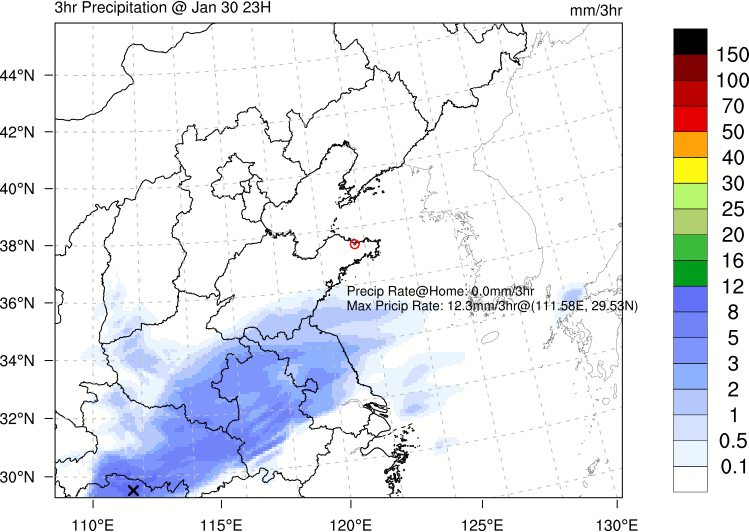 3hr Precipitation @ Jan 30 23H
mm/3hr
44°N
42°N
40°N
38°N
36°N
34°N
32°N
30°N
110°E
115°E
120°E
125°E
130°E
Precip Rate@Home: 0.0mm/3hr
Max Pricip Rate: 12.3mm/3hr@(111.58E, 29.53N)
150
100
70
50
40
30
25
20
16
12
8
5
3
2
1
0.5
0.1